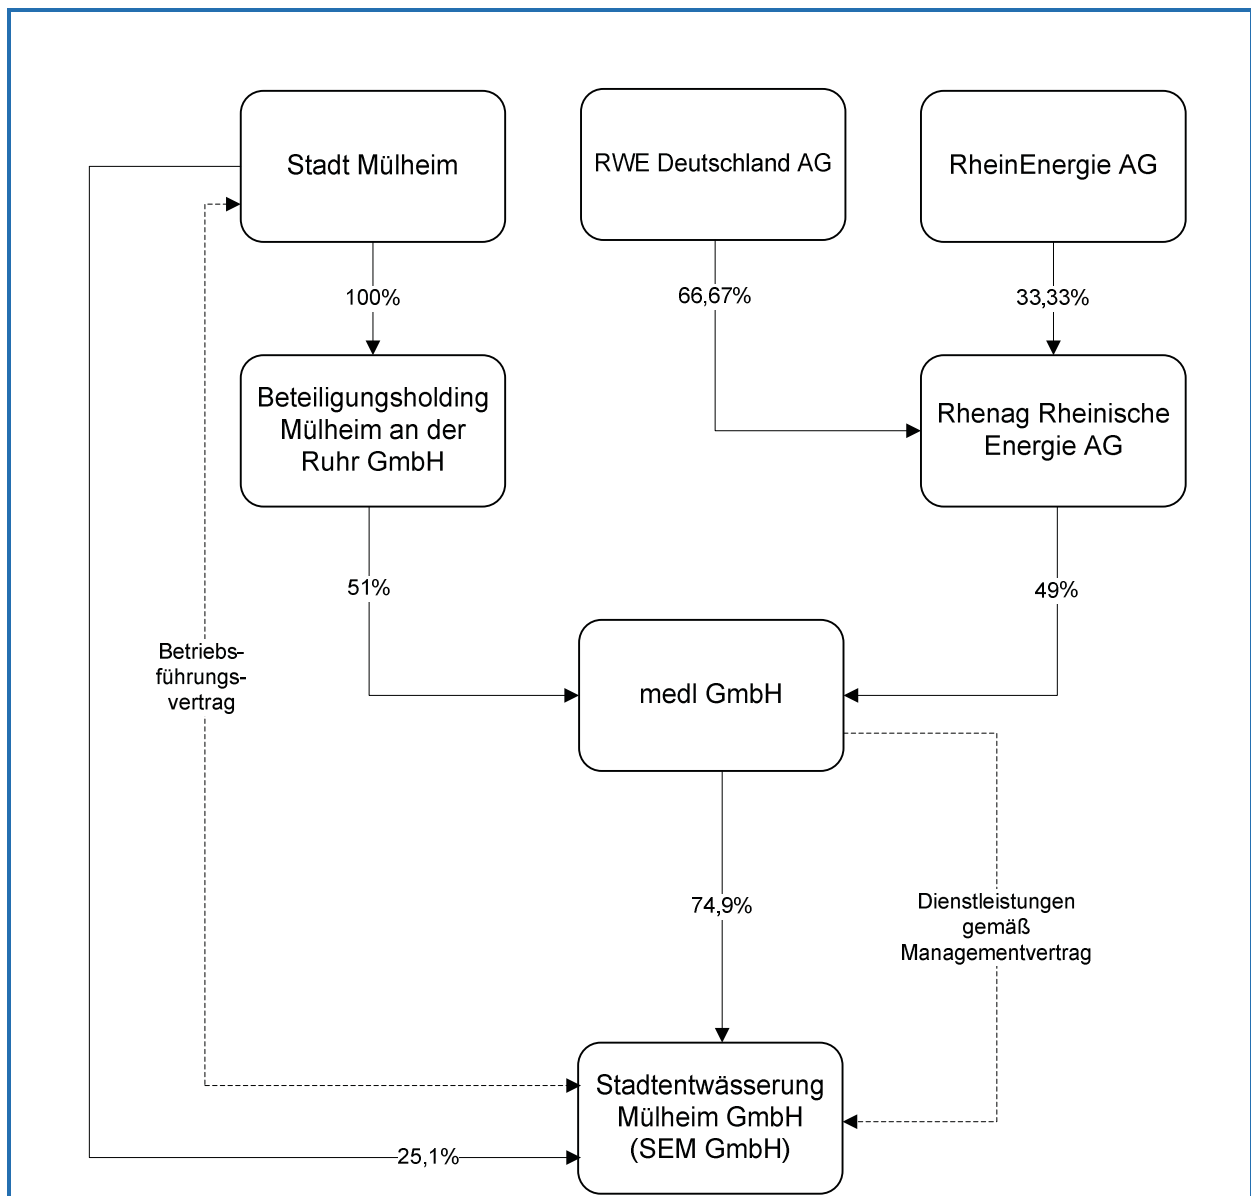 Stadt Mülheim
RWE Deutschland AG
RheinEnergie AG
100%
66,67%
33,33%
Beteiligungsholding
Mülheim an der
Ruhr GmbH
Rhenag Rheinische
Energie AG
51%
49%
Betriebs-
führungs-
vertrag
medl GmbH
74,9%
Dienstleistungen
gemäß
Managementvertrag
Stadtentwässerung
Mülheim GmbH
(SEM GmbH)
25,1%